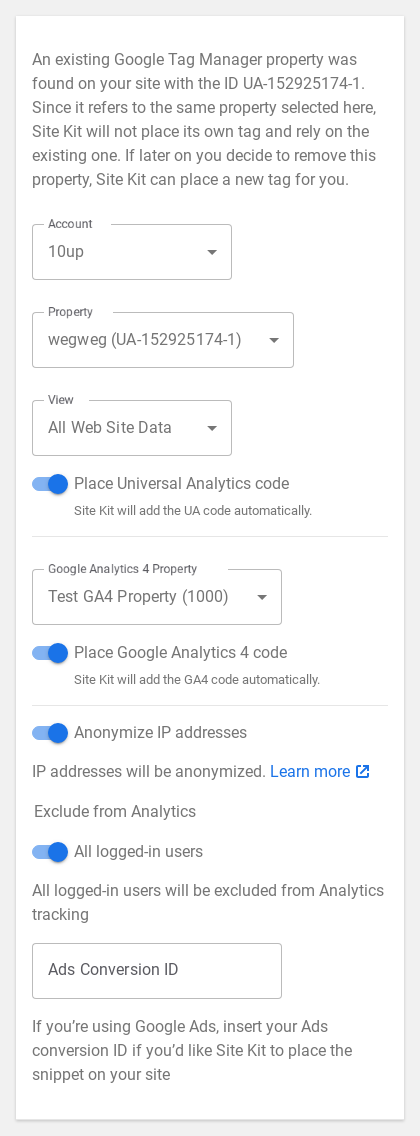 An existing Google Tag Manager property was
found on your site with the ID UA-152925174-1.
Since it refers to the same property selected here,
Site Kit will not place its own tag and rely on the
existing one. If later on you decide to remove this
property, Site Kit can place a new tag for you.
Account
10up
Property
wegweg (UA-152925174-1)
View
All Web Site Data
Place Universal Analytics code
Site Kit will add the UA code automatically.
Google Analytics 4 Property
Test GA4 Property (1000)
Place Google Analytics 4 code
Site Kit will add the GA4 code automatically.
Anonymize IP addresses
IP addresses will be anonymized. Learn more
Exclude from Analytics
All logged-in users
All logged-in users will be excluded from Analytics
tracking
Ads Conversion ID
If you’re using Google Ads, insert your Ads
conversion ID if you’d like Site Kit to place the
snippet on your site